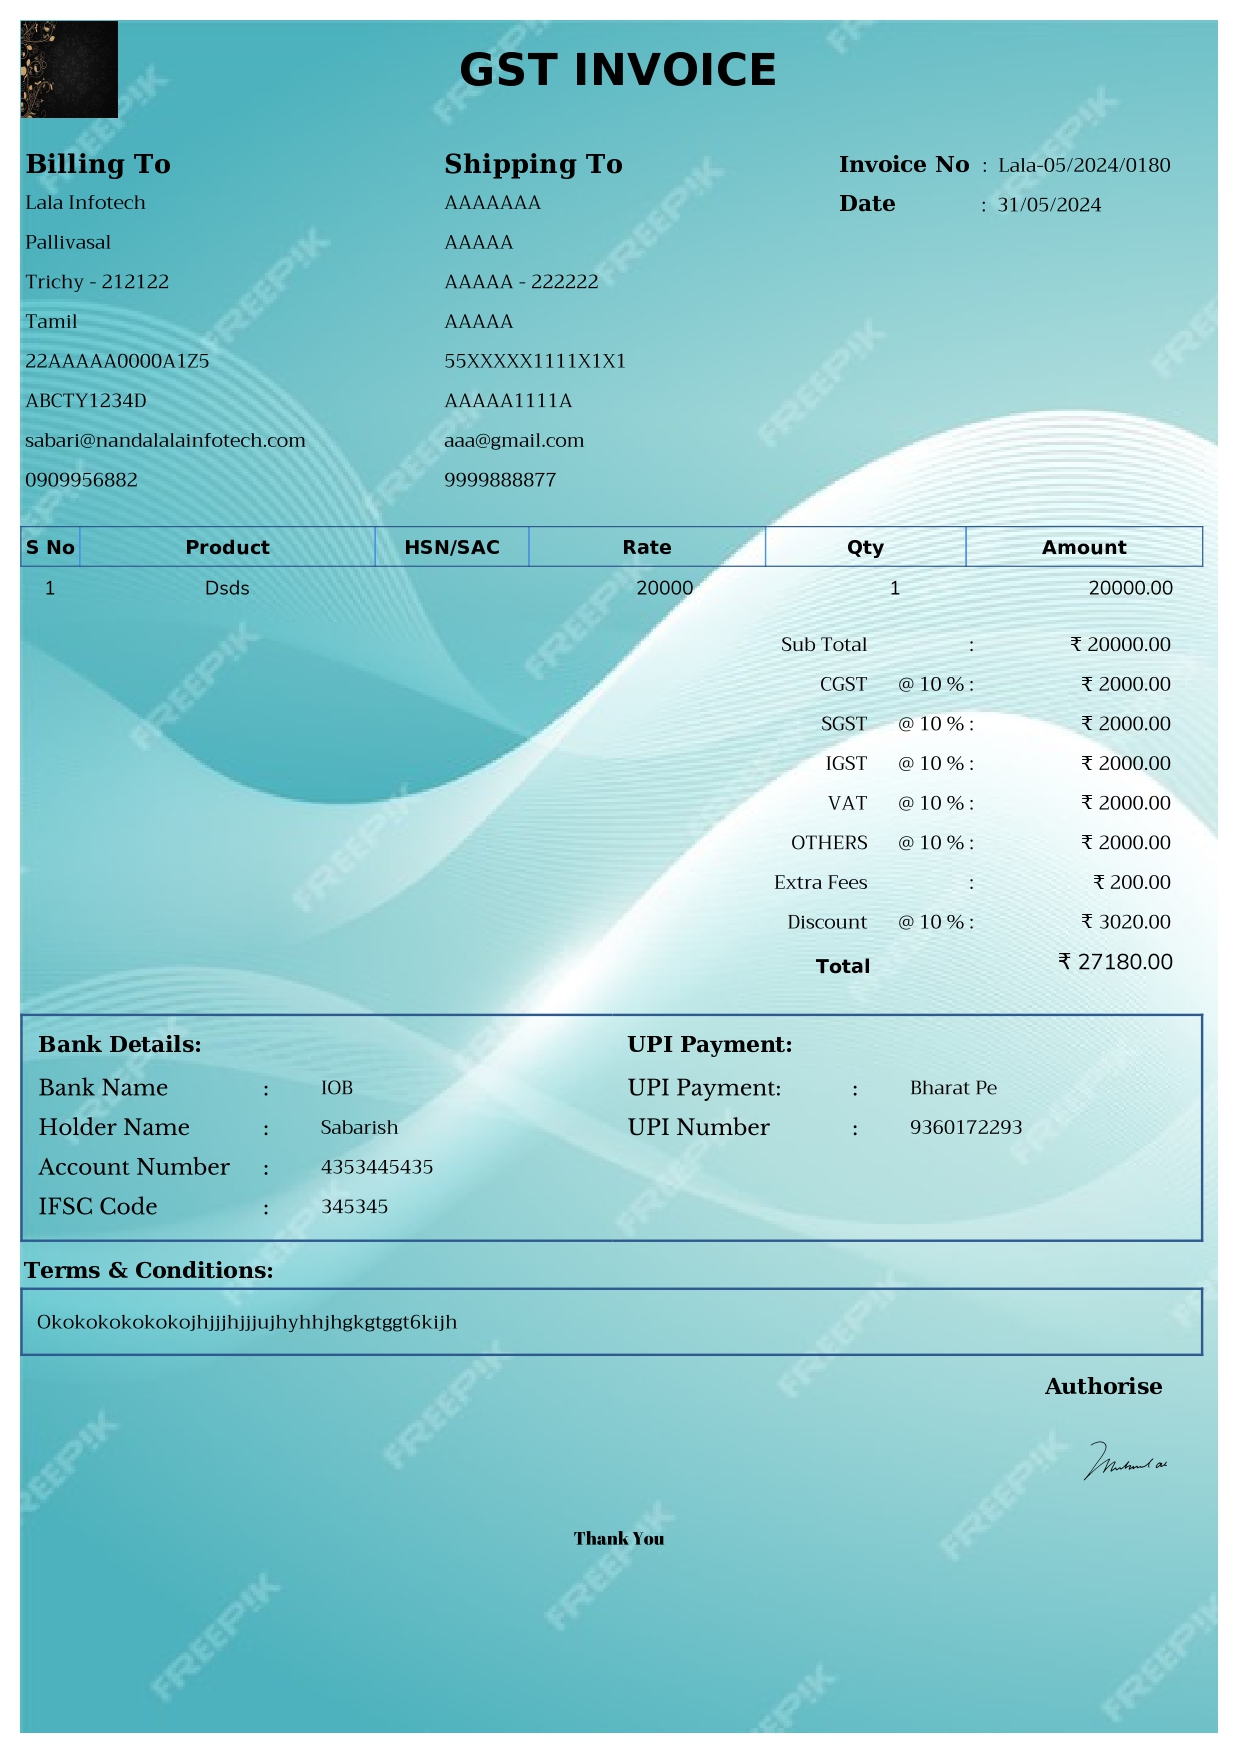 GST INVOICE
Billing To
Lala Infotech
Pallivasal
Trichy - 212122
Tamil
22AAAAA0000A1Z5
ABCTY1234D
sabari@nandalalainfotech.com
0909956882
Shipping To
AAAAAAA
AAAAA
AAAAA - 222222
AAAAA
55XXXXX1111X1X1
AAAAA1111A
aaa@gmail.com
9999888877
Invoice No : Lala-05/2024/0180
Date : 31/05/2024
S No Product HSN/SAC Rate Qty Amount
1 Dsds 20000 1 20000.00
Sub Total : ₹ 20000.00
CGST @ 10 % : ₹ 2000.00
SGST @ 10 % : ₹ 2000.00
IGST @ 10 % : ₹ 2000.00
VAT @ 10 % : ₹ 2000.00
OTHERS @ 10 % : ₹ 2000.00
Extra Fees : ₹ 200.00
Discount @ 10 % : ₹ 3020.00
Total ₹ 27180.00
Bank Details:
Bank Name : IOB
Holder Name : Sabarish
Account Number : 4353445435
IFSC Code : 345345
UPI Payment:
UPI Payment: : Bharat Pe
UPI Number : 9360172293
Terms & Conditions:
Okokokokokokojhjjjhjjjujhyhhjhgkgtggt6kijh
Authorise
Thank You
FREEPIK